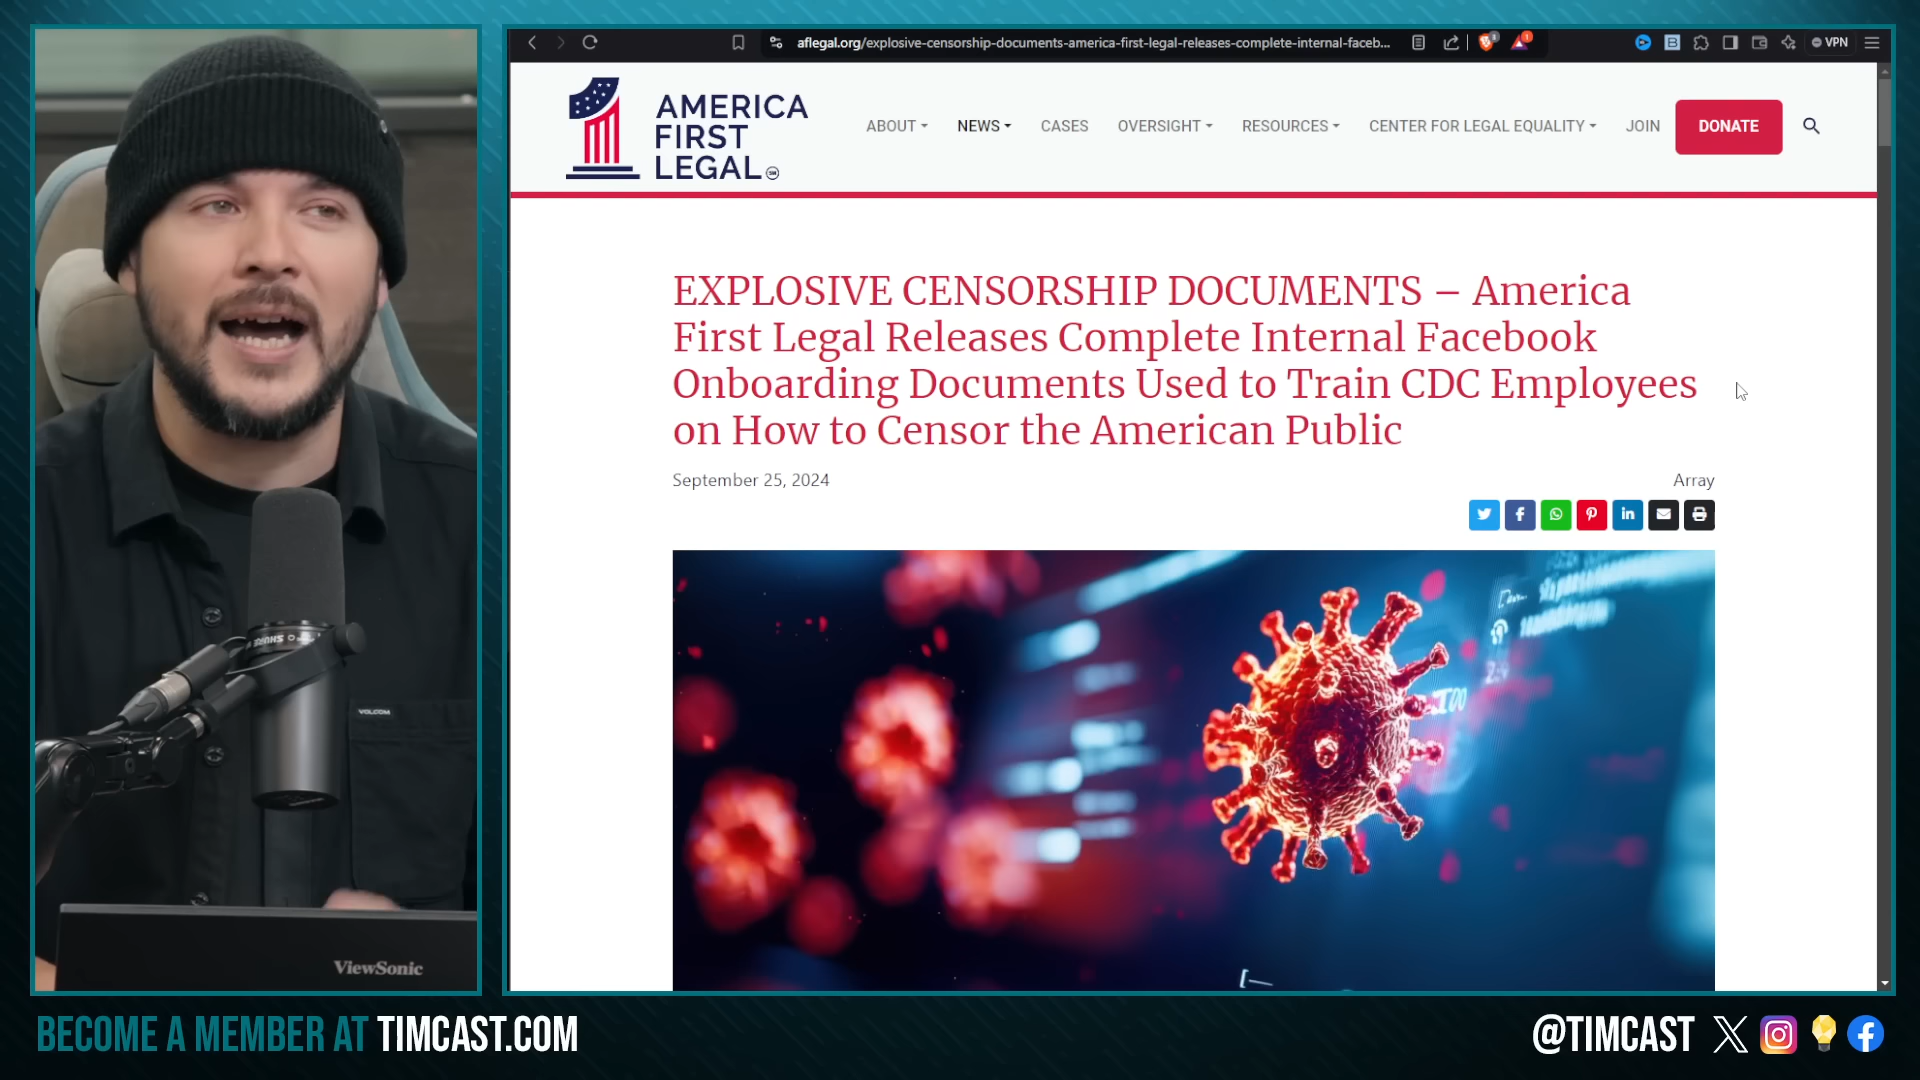 aflegal.org/explosive-censorship-documents-america-first-legal-releases-complete-internal-faceb...
VPN
AMERICA
FIRST
LEGAL
ABOUT
NEWS
CASES
OVERSIGHT
RESOURCES
CENTER FOR LEGAL EQUALITY
JOIN
DONATE
EXPLOSIVE CENSORSHIP DOCUMENTS – America
First Legal Releases Complete Internal Facebook
Onboarding Documents Used to Train CDC Employees
on How to Censor the American Public
September 25, 2024
Array
SHURE
VOLCOM
ViewSonic
BECOME A MEMBER AT TIMCAST.COM
@TIMCAST